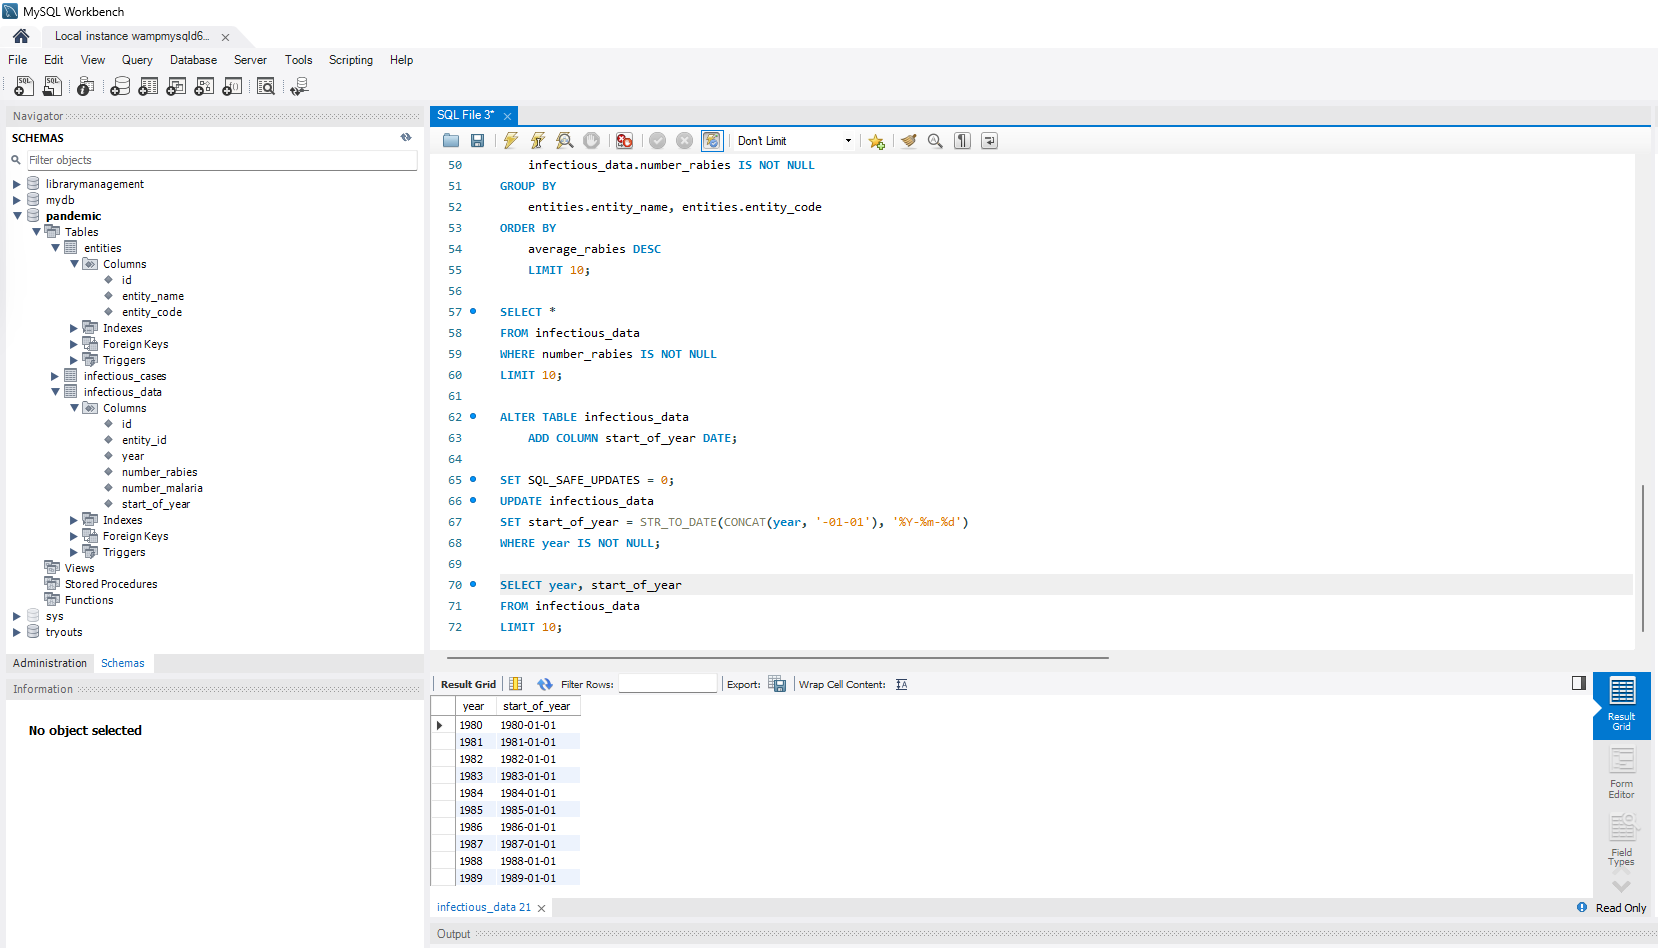 MySQL Workbench
Local instance wampmysqld6...
File Edit View Query Database Server Tools Scripting Help
Navigator
SCHEMAS
Filter objects
librarymanagement
mydb
pandemic
Tables
entities
Columns
id
entity_name
entity_code
Indexes
Foreign Keys
Triggers
infectious_cases
infectious_data
Columns
id
entity_id
year
number_rabies
number_malaria
start_of_year
Indexes
Foreign Keys
Triggers
Views
Stored Procedures
Functions
sys
tryouts
Administration Schemas
Information
No object selected
SQL File 3*
Don't Limit
50 infectious_data.number_rabies IS NOT NULL
51 GROUP BY
52 entities.entity_name, entities.entity_code
53 ORDER BY
54 average_rabies DESC
55 LIMIT 10;
56
57 SELECT *
58 FROM infectious_data
59 WHERE number_rabies IS NOT NULL
60 LIMIT 10;
61
62 ALTER TABLE infectious_data
63 ADD COLUMN start_of_year DATE;
64
65 SET SQL_SAFE_UPDATES = 0;
66 UPDATE infectious_data
67 SET start_of_year = STR_TO_DATE(CONCAT(year, '-01-01'), '%Y-%m-%d')
68 WHERE year IS NOT NULL;
69
70 SELECT year, start_of_year
71 FROM infectious_data
72 LIMIT 10;
Result Grid Filter Rows: Export: Wrap Cell Content:
year start_of_year
1980 1980-01-01
1981 1981-01-01
1982 1982-01-01
1983 1983-01-01
1984 1984-01-01
1985 1985-01-01
1986 1986-01-01
1987 1987-01-01
1988 1988-01-01
1989 1989-01-01
Result
Grid
Form
Editor
Field
Types
infectious_data 21
Read Only
Output